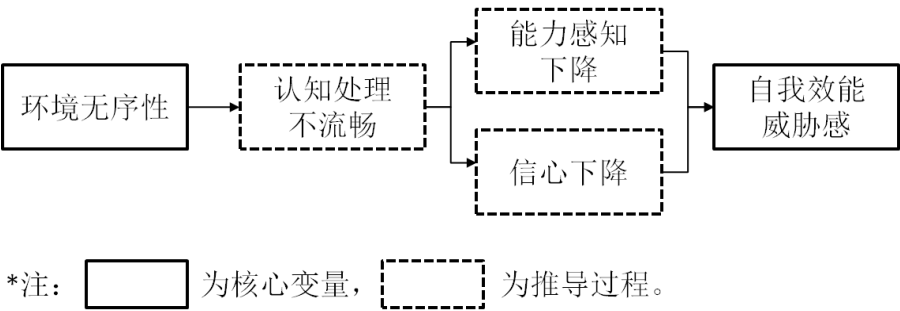 环境无序性
认知处理
不流畅
能力感知
下降
信心下降
自我效能
威胁感
*注： 为核心变量， 为推导过程。